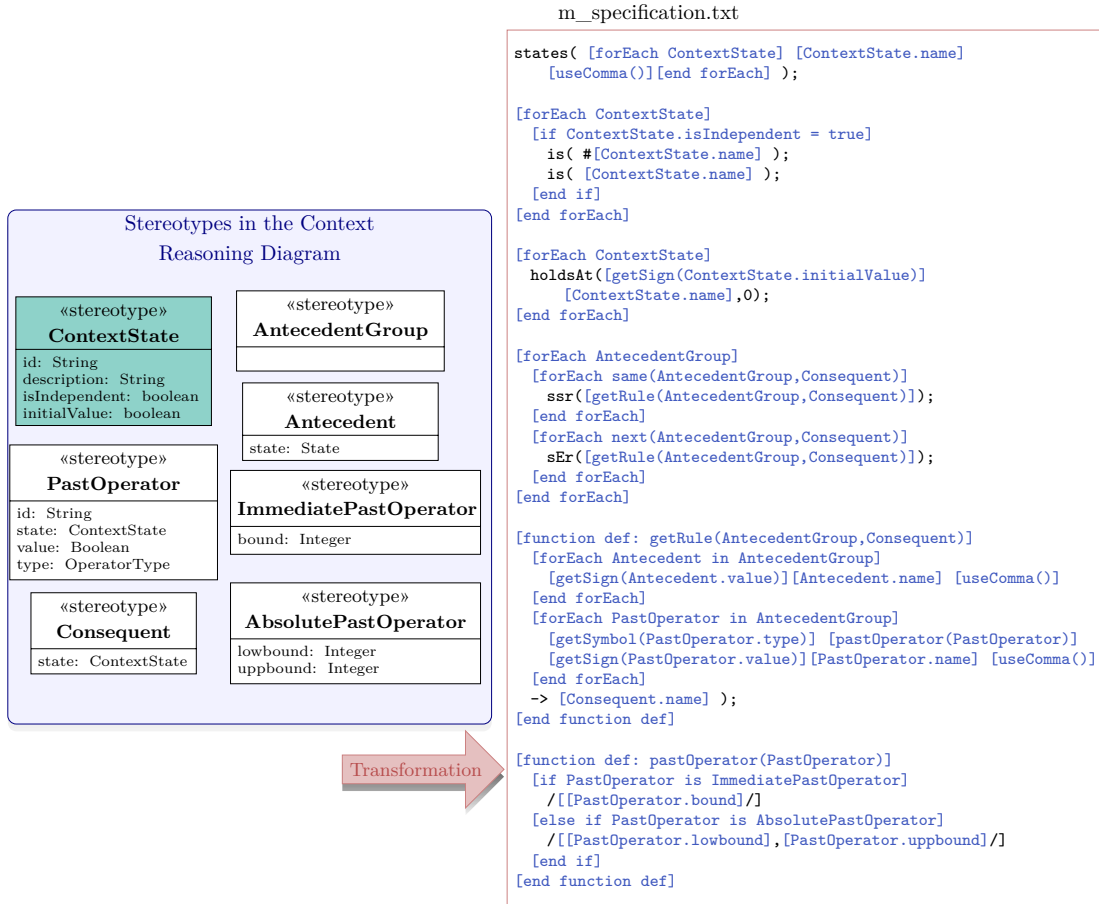 m_specification.txt
states( [forEach ContextState] [ContextState.name]
[useComma()][end forEach] );
[forEach ContextState]
[if ContextState.isIndependent = true]
is( #[ContextState.name] );
is( [ContextState.name] );
[end if]
[end forEach]
[forEach ContextState]
holdsAt([getSign(ContextState.initialValue)]
[ContextState.name],0);
[end forEach]
[forEach AntecedentGroup]
[forEach same(AntecedentGroup,Consequent)]
ssr([getRule(AntecedentGroup,Consequent)]);
[end forEach]
[forEach next(AntecedentGroup,Consequent)]
sEr([getRule(AntecedentGroup,Consequent)]);
[end forEach]
[end forEach]
[function def: getRule(AntecedentGroup,Consequent)]
[forEach Antecedent in AntecedentGroup]
[getSign(Antecedent.value)][Antecedent.name] [useComma()]
[end forEach]
[forEach PastOperator in AntecedentGroup]
[getSymbol(PastOperator.type)] [pastOperator(PastOperator)]
[getSign(PastOperator.value)][PastOperator.name] [useComma()]
[end forEach]
-> [Consequent.name] );
[end function def]
[function def: pastOperator(PastOperator)]
[if PastOperator is ImmediatePastOperator]
/[[PastOperator.bound]/]
[else if PastOperator is AbsolutePastOperator]
/[[PastOperator.lowbound],[PastOperator.uppbound]/]
[end if]
[end function def]
Stereotypes in the Context
Reasoning Diagram
«stereotype»
ContextState
id: String
description: String
isIndependent: boolean
initialValue: boolean
«stereotype»
AntecedentGroup
«stereotype»
Antecedent
state: State
«stereotype»
PastOperator
id: String
state: ContextState
value: Boolean
type: OperatorType
«stereotype»
ImmediatePastOperator
bound: Integer
«stereotype»
Consequent
state: ContextState
«stereotype»
AbsolutePastOperator
lowbound: Integer
uppbound: Integer
Transformation